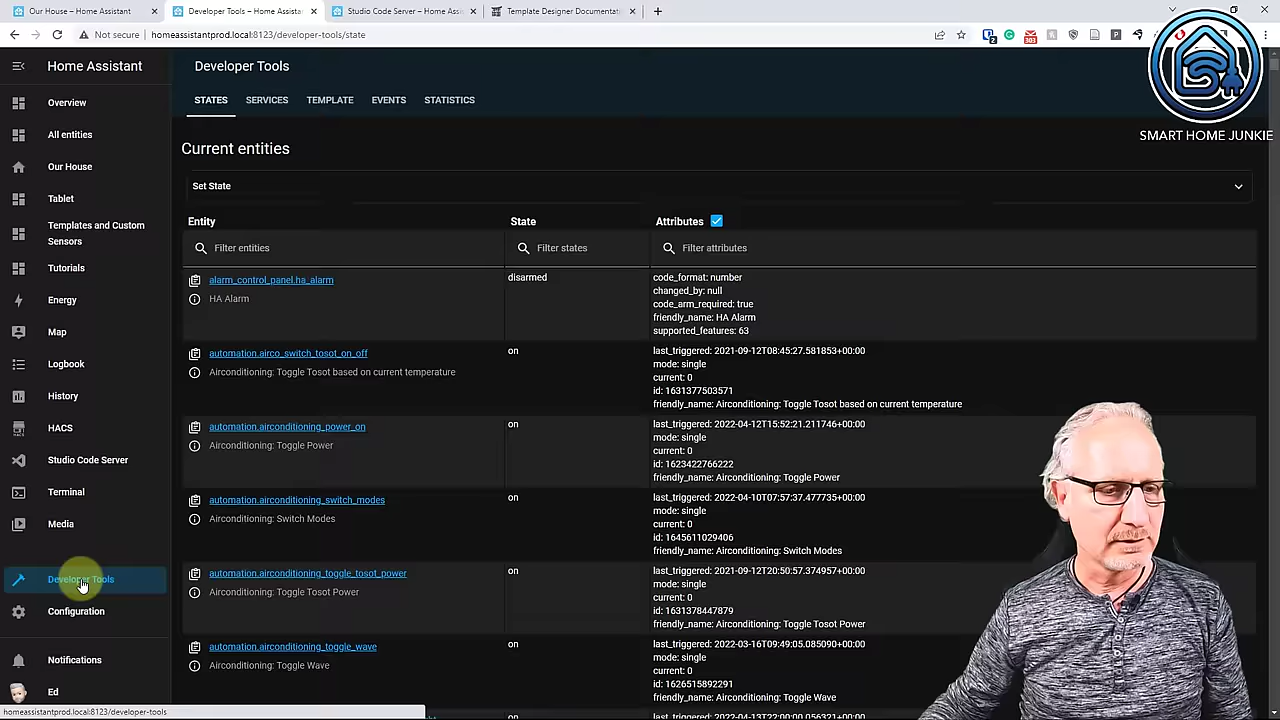 Our House – Home Assistant
Developer Tools – Home Assistan
Studio Code Server – Home Ass
Template Designer Documentati
Not secure
homeassistantprod.local:8123/developer-tools/state
Home Assistant
Developer Tools
SMART HOME JUNKIE
STATES
SERVICES
TEMPLATE
EVENTS
STATISTICS
Overview
All entities
Our House
Tablet
Templates and Custom
Sensors
Tutorials
Energy
Map
Logbook
History
HACS
Studio Code Server
Terminal
Media
Developer Tools
Configuration
Notifications
Ed
homeassistantprod.local:8123/developer-tools
Current entities
Set State
Entity
State
Attributes
Filter entities
Filter states
Filter attributes
alarm_control_panel.ha_alarm
HA Alarm
disarmed
code_format: number
changed_by: null
code_arm_required: true
friendly_name: HA Alarm
supported_features: 63
automation.airco_switch_tosot_on_off
Airconditioning: Toggle Tosot based on current temperature
on
last_triggered: 2021-09-12T08:45:27.581853+00:00
mode: single
current: 0
id: 1631377503571
friendly_name: Airconditioning: Toggle Tosot based on current temperature
automation.airconditioning_power_on
Airconditioning: Toggle Power
on
last_triggered: 2022-04-12T15:52:21.211746+00:00
mode: single
current: 0
id: 1623422766222
friendly_name: Airconditioning: Toggle Power
automation.airconditioning_switch_modes
Airconditioning: Switch Modes
on
last_triggered: 2022-04-10T07:57:37.477735+00:00
mode: single
current: 0
id: 1645611029406
friendly_name: Airconditioning: Switch Modes
automation.airconditioning_toggle_tosot_power
Airconditioning: Toggle Tosot Power
on
last_triggered: 2021-09-12T20:50:57.374957+00:00
mode: single
current: 0
id: 1631378447879
friendly_name: Airconditioning: Toggle Tosot Power
automation.airconditioning_toggle_wave
Airconditioning: Toggle Wave
on
last_triggered: 2022-03-16T09:49:05.085090+00:00
mode: single
current: 0
id: 1626515892291
friendly_name: Airconditioning: Toggle Wave
on